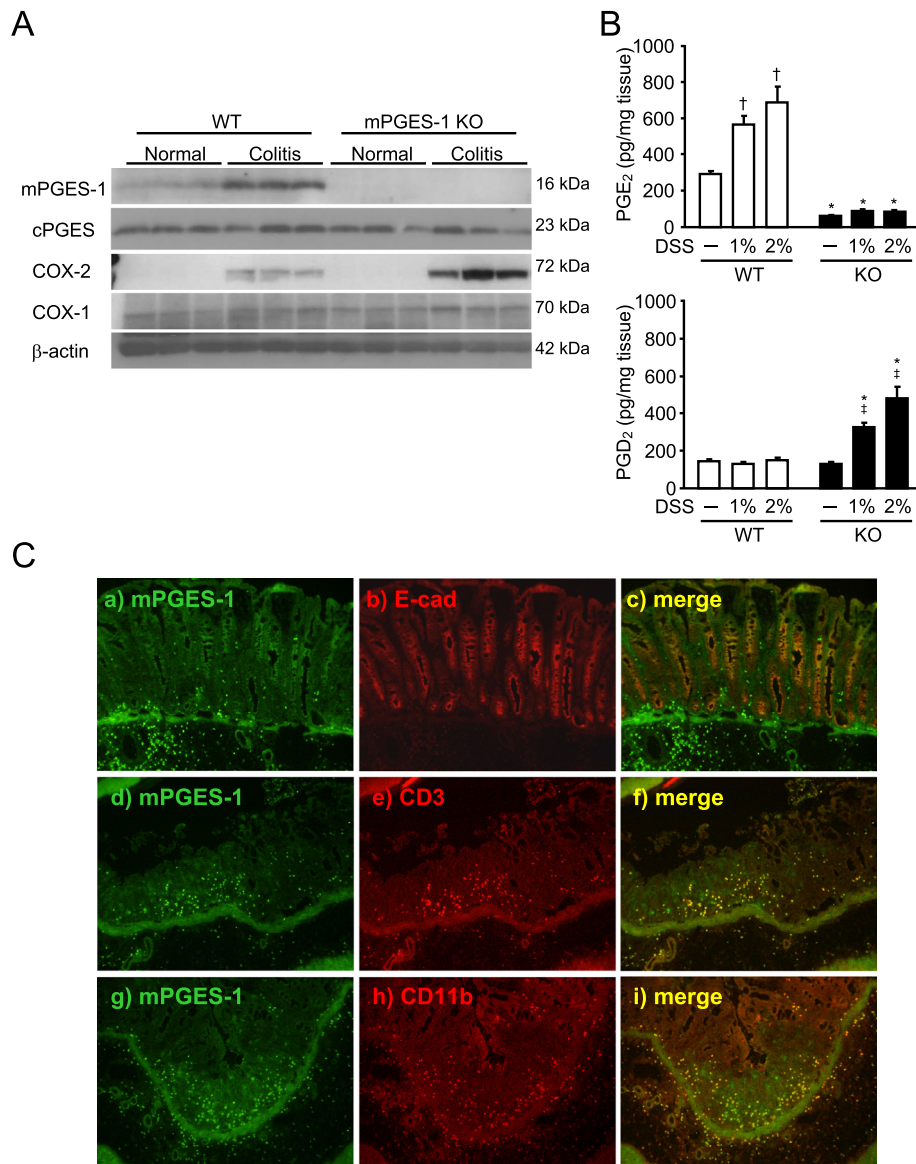 A
WT mPGES-1 KO
Normal Colitis Normal Colitis
mPGES-1 16 kDa
cPGES 23 kDa
COX-2 72 kDa
COX-1 70 kDa
β-actin 42 kDa
B
PGE₂ (pg/mg tissue)
1000
800
600
400
200
0
† †
* * *
DSS – 1% 2% – 1% 2%
WT KO
PGD₂ (pg/mg tissue)
1000
800
600
400
200
0
*
‡
*
‡
DSS – 1% 2% – 1% 2%
WT KO
C
a) mPGES-1 b) E-cad c) merge
d) mPGES-1 e) CD3 f) merge
g) mPGES-1 h) CD11b i) merge